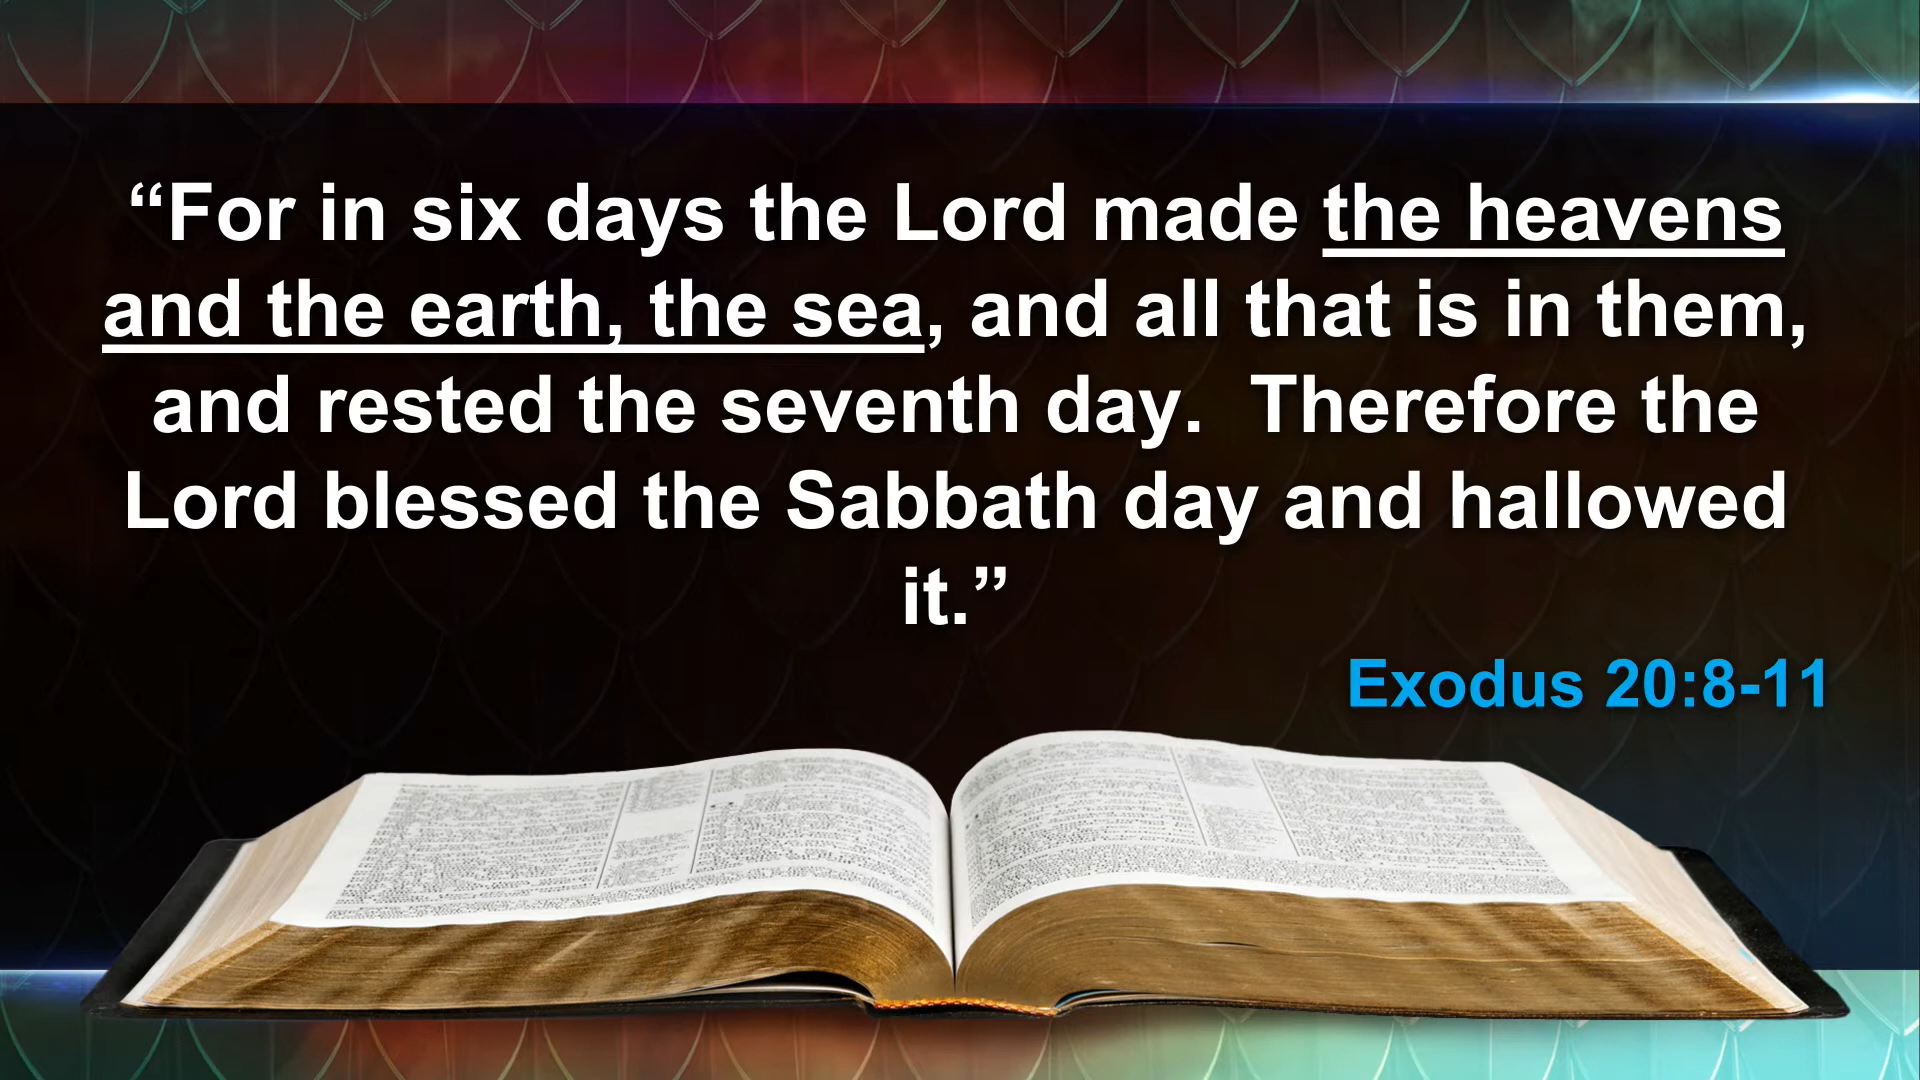 “For in six days the Lord made the heavens
and the earth, the sea, and all that is in them,
and rested the seventh day.  Therefore the
Lord blessed the Sabbath day and hallowed
it.”
Exodus 20:8-11